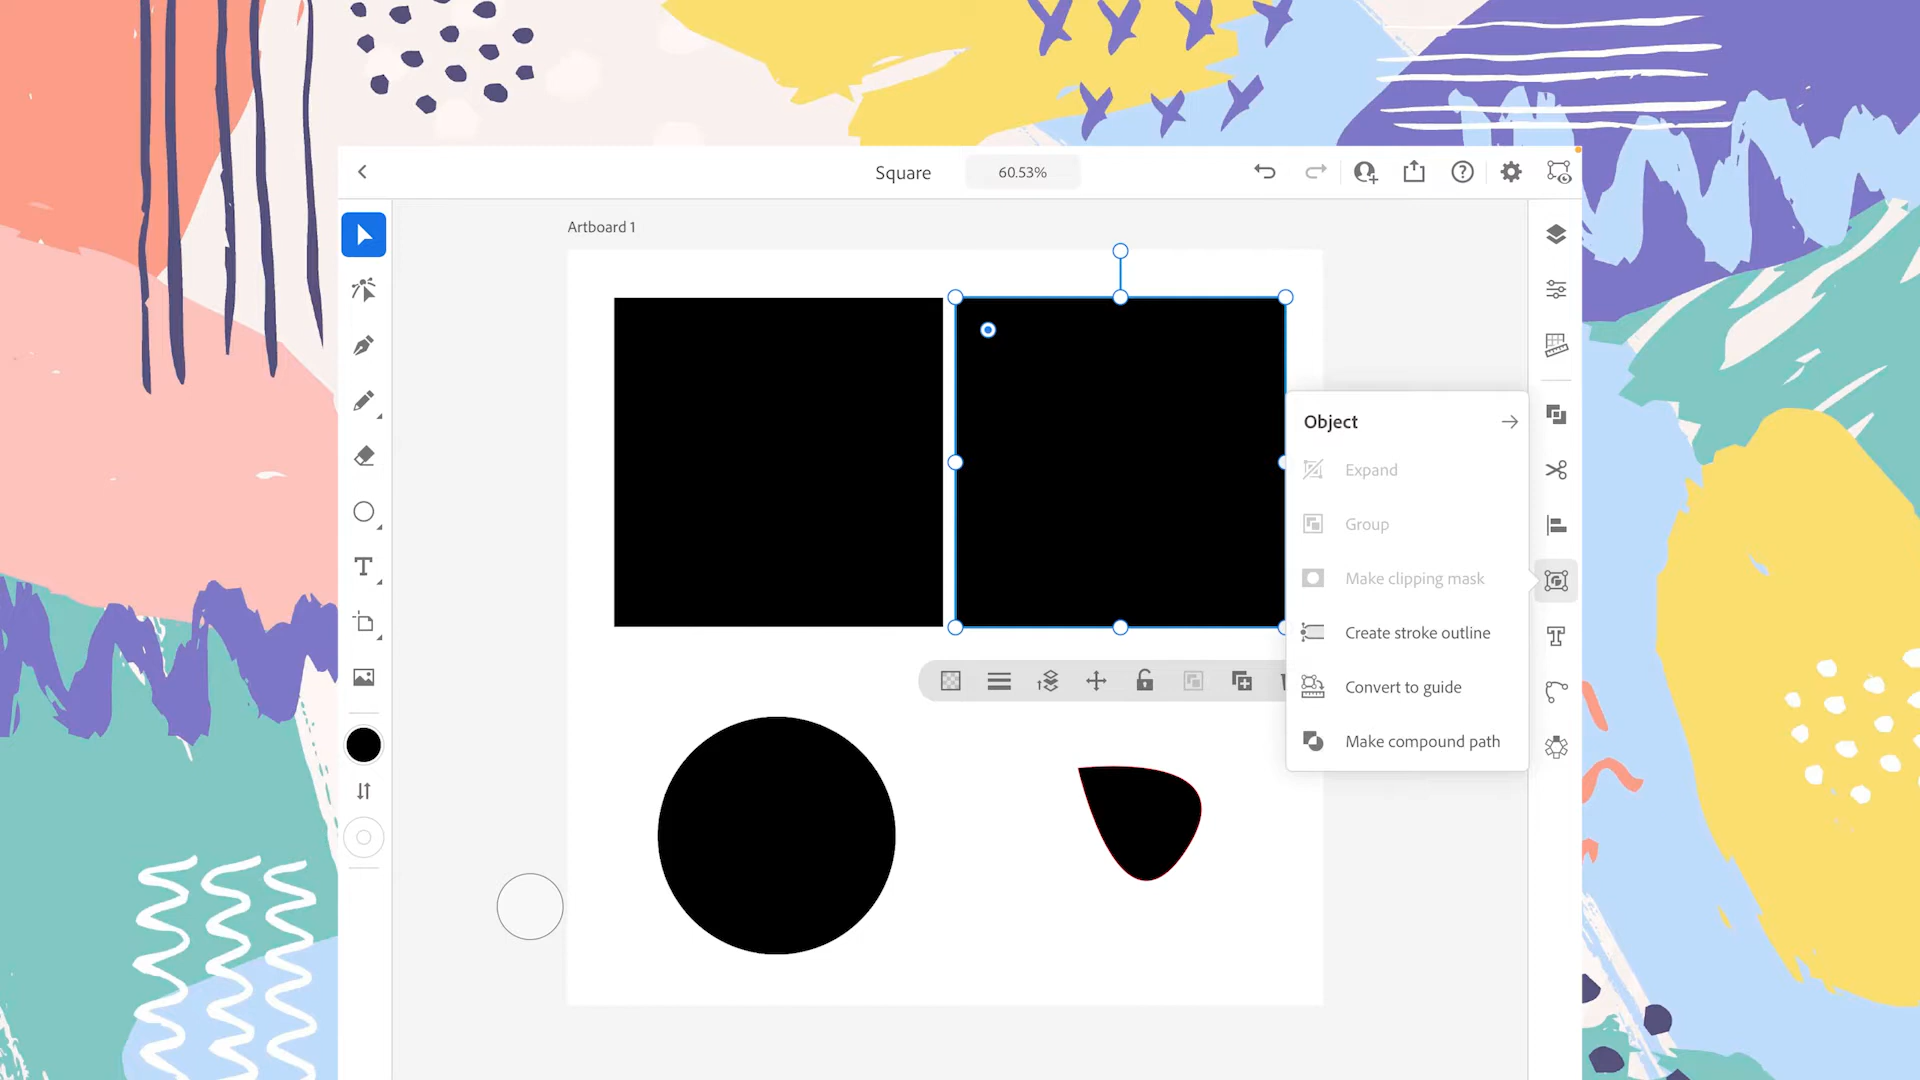 Square
60.53%
Artboard 1
Object
Expand
Group
Make clipping mask
Create stroke outline
Convert to guide
Make compound path